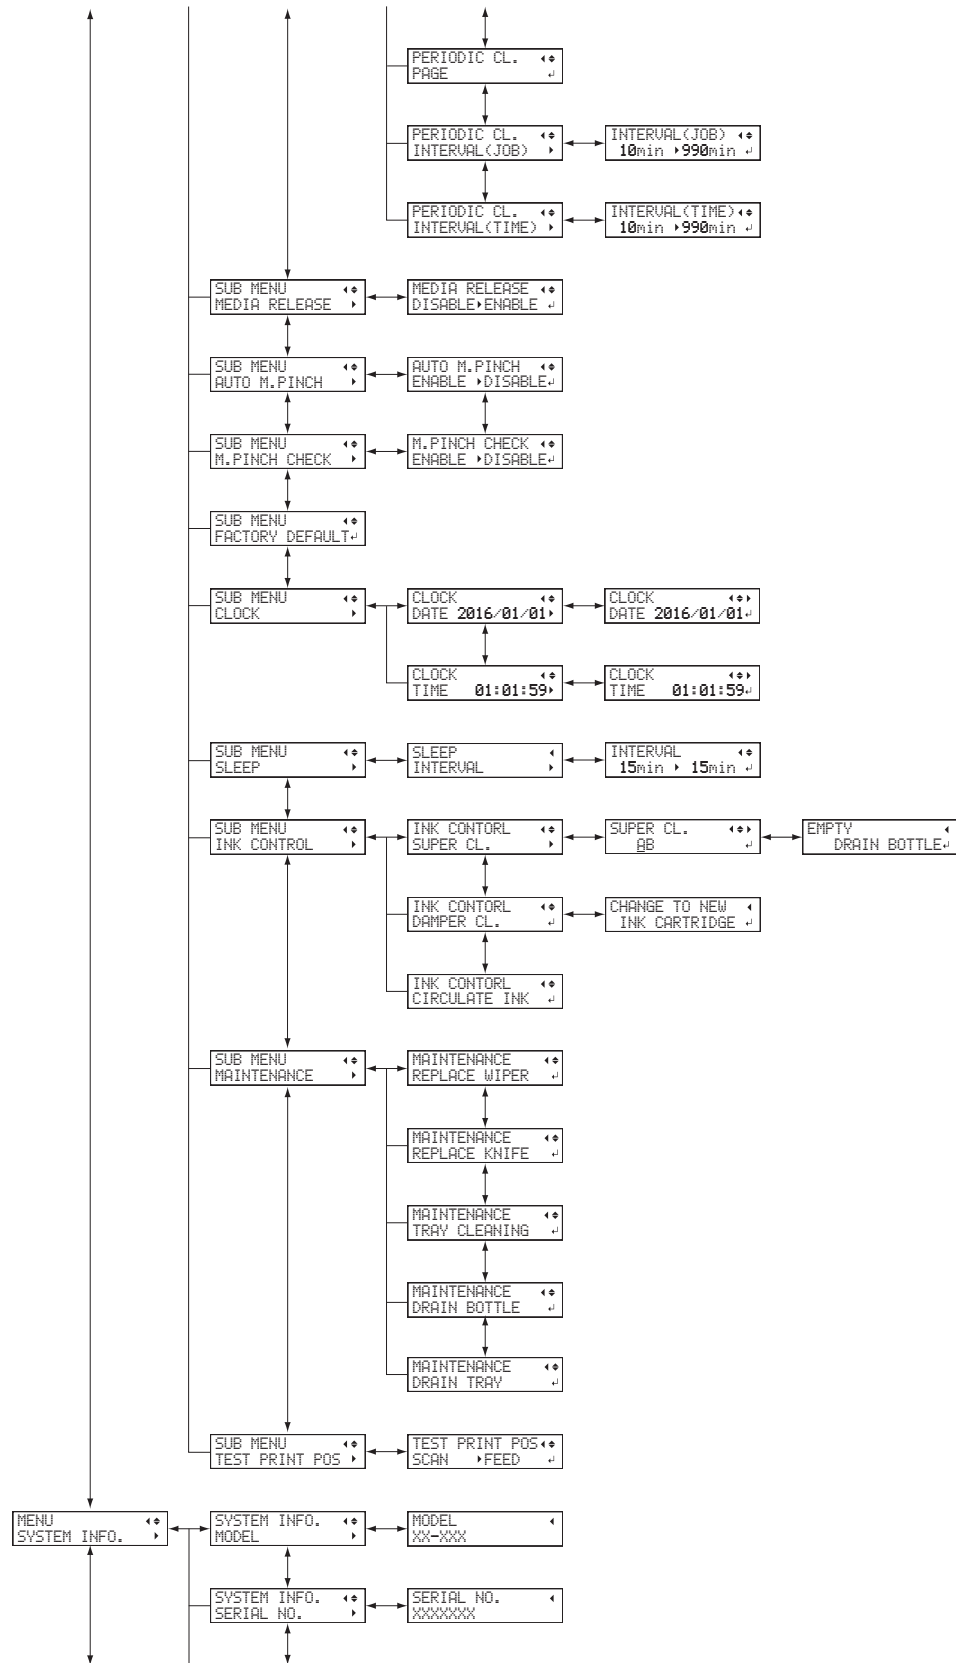 PERIODIC CL.
PAGE
PERIODIC CL.
INTERVAL(JOB)
INTERVAL(JOB)
10min 990min
PERIODIC CL.
INTERVAL(TIME)
INTERVAL(TIME)
10min 990min
SUB MENU
MEDIA RELEASE
MEDIA RELEASE
DISABLE ENABLE
SUB MENU
AUTO M.PINCH
AUTO M.PINCH
ENABLE DISABLE
SUB MENU
M.PINCH CHECK
M.PINCH CHECK
ENABLE DISABLE
SUB MENU
FACTORY DEFAULT
SUB MENU
CLOCK
CLOCK
DATE 2016/01/01
CLOCK
DATE 2016/01/01
CLOCK
TIME 01:01:59
CLOCK
TIME 01:01:59
SUB MENU
SLEEP
SLEEP
INTERVAL
INTERVAL
15min 15min
SUB MENU
INK CONTROL
INK CONTORL
SUPER CL.
SUPER CL.
AB
EMPTY
DRAIN BOTTLE
INK CONTORL
DAMPER CL.
CHANGE TO NEW
INK CARTRIDGE
INK CONTORL
CIRCULATE INK
SUB MENU
MAINTENANCE
MAINTENANCE
REPLACE WIPER
MAINTENANCE
REPLACE KNIFE
MAINTENANCE
TRAY CLEANING
MAINTENANCE
DRAIN BOTTLE
MAINTENANCE
DRAIN TRAY
SUB MENU
TEST PRINT POS
TEST PRINT POS
SCAN FEED
MENU
SYSTEM INFO.
SYSTEM INFO.
MODEL
MODEL
XX-XXX
SYSTEM INFO.
SERIAL NO.
SERIAL NO.
XXXXXXX